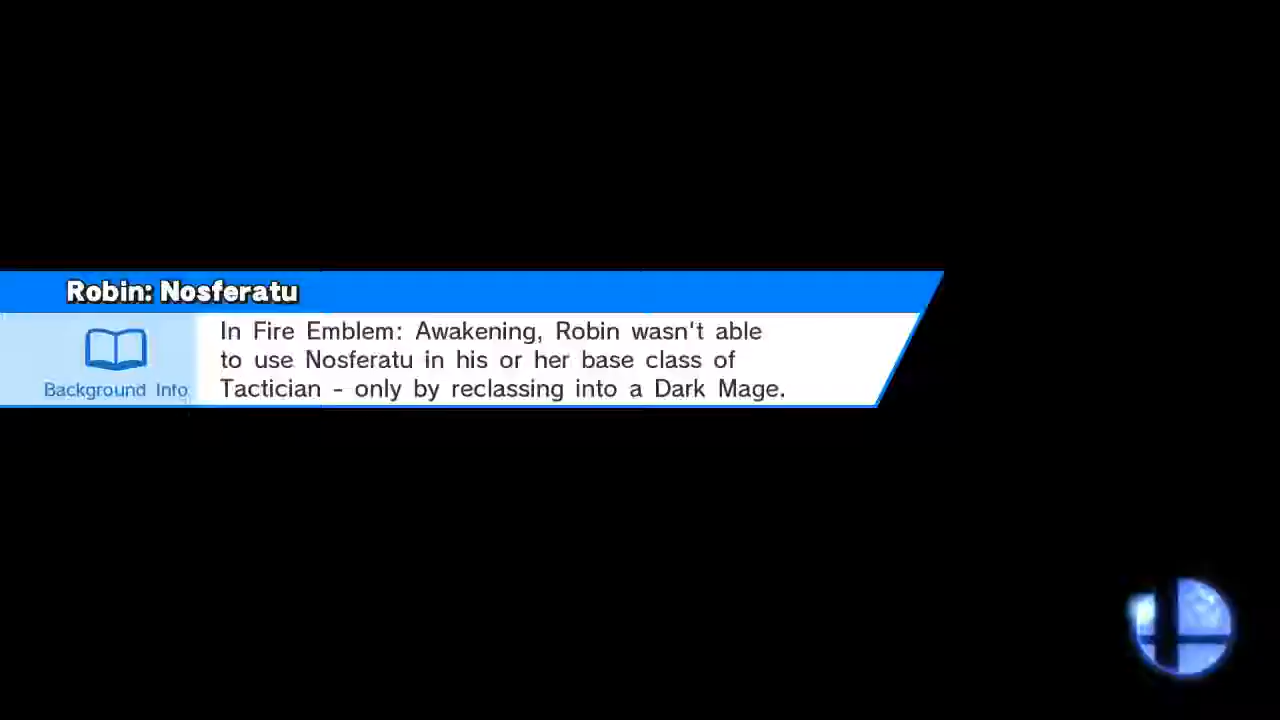 Robin: Nosferatu
In Fire Emblem: Awakening, Robin wasn't able
to use Nosferatu in his or her base class of
Tactician - only by reclassing into a Dark Mage.
Background Info